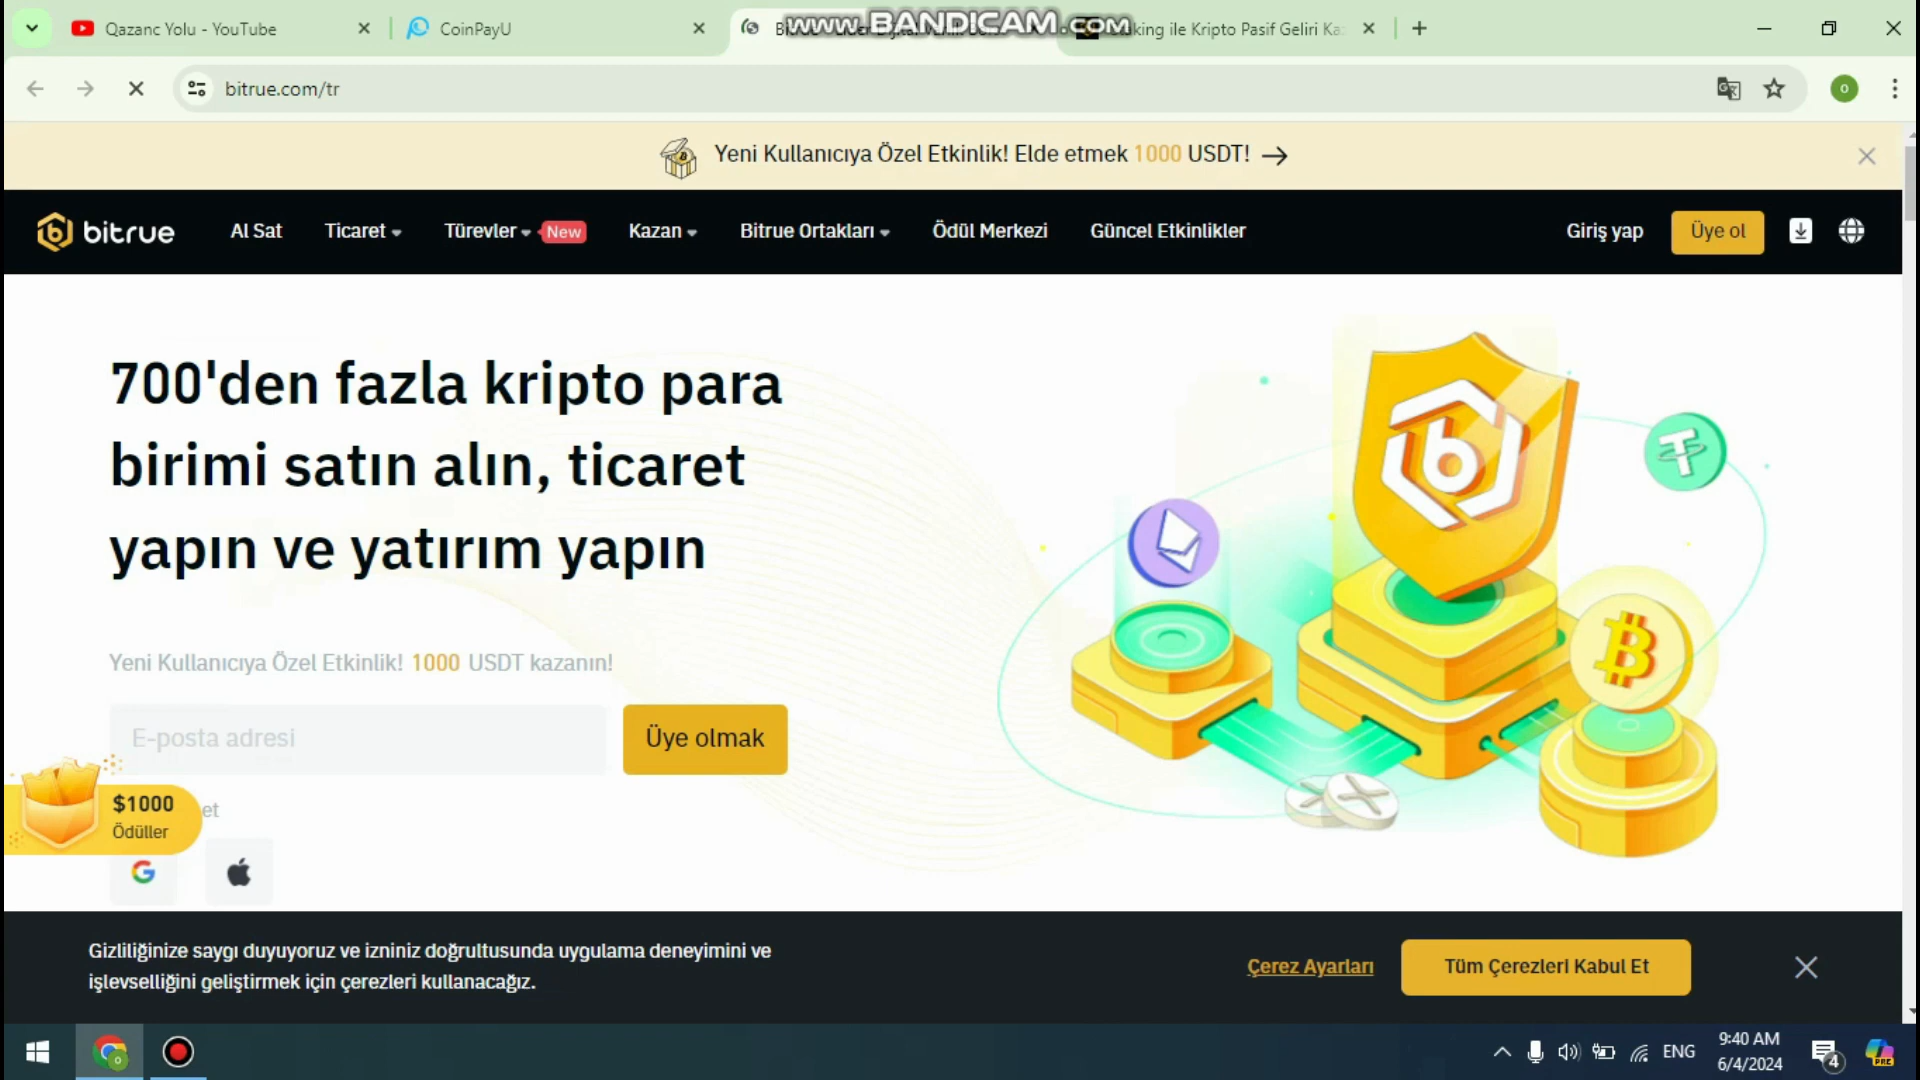 Qazanc Yolu - YouTube
CoinPayU
www.BANDICAM.com
king ile Kripto Pasif Geliri Ka
bitrue.com/tr
Yeni Kullanıcıya Özel Etkinlik! Elde etmek 1000 USDT! →
bitrue
Al Sat
Ticaret
Türevler
New
Kazan
Bitrue Ortakları
Ödül Merkezi
Güncel Etkinlikler
Giriş yap
Üye ol
700'den fazla kripto para
birimi satın alın, ticaret
yapın ve yatırım yapın
Yeni Kullanıcıya Özel Etkinlik! 1000 USDT kazanın!
E-posta adresi
Üye olmak
$1000
Ödüller
et
Gizliliğinize saygı duyuyoruz ve izniniz doğrultusunda uygulama deneyimini ve
işlevselliğini geliştirmek için çerezleri kullanacağız.
Çerez Ayarları
Tüm Çerezleri Kabul Et
ENG
9:40 AM
6/4/2024
4
PRE